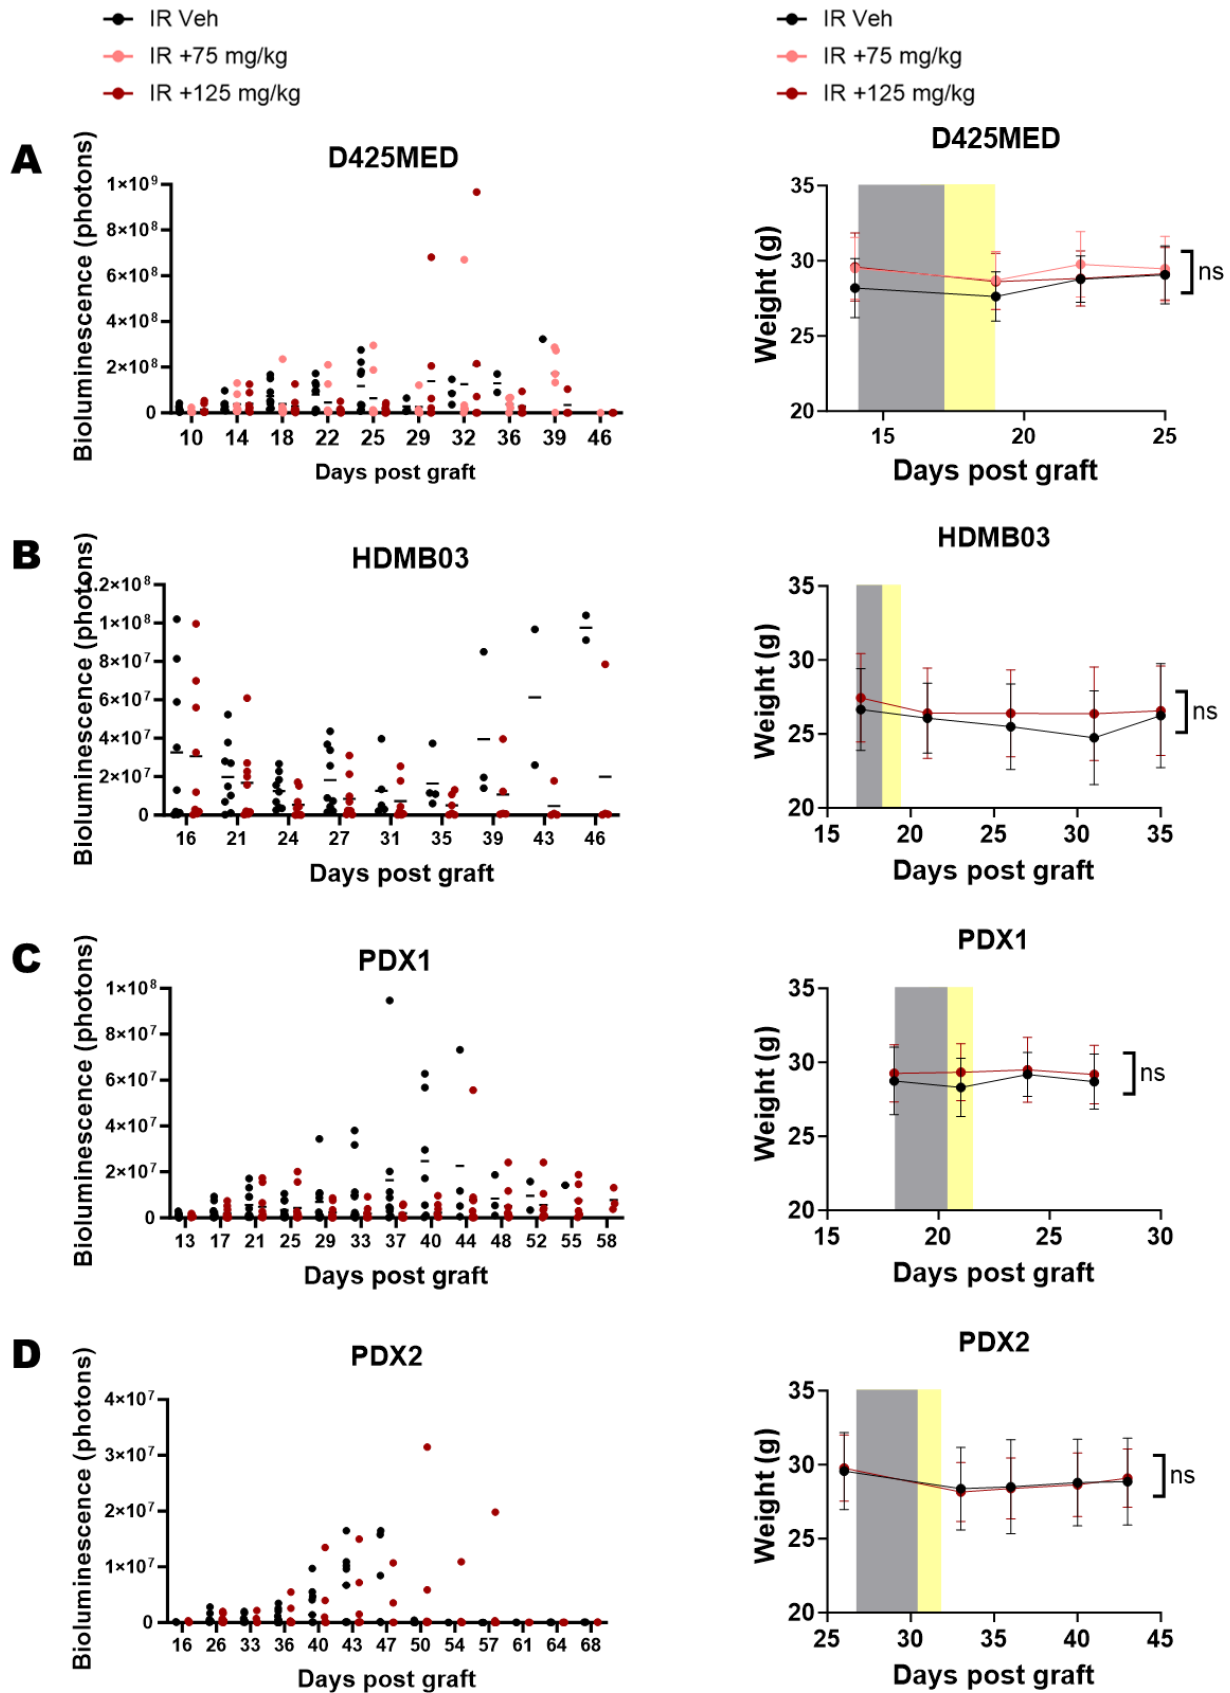 IR Veh
IR +75 mg/kg
IR +125 mg/kg
IR Veh
IR +75 mg/kg
IR +125 mg/kg
A
D425MED
Bioluminescence (photons)
1×10⁹
8×10⁸
6×10⁸
4×10⁸
2×10⁸
0
10 14 18 22 25 29 32 36 39 46
Days post graft
D425MED
Weight (g)
35
30
25
20
15 20 25
Days post graft
ns
B
HDMB03
Bioluminescence (photons)
1.2×10⁸
1×10⁸
8×10⁷
6×10⁷
4×10⁷
2×10⁷
0
16 21 24 27 31 35 39 43 46
Days post graft
HDMB03
Weight (g)
35
30
25
20
15 20 25 30 35
Days post graft
ns
C
PDX1
Bioluminescence (photons)
1×10⁸
8×10⁷
6×10⁷
4×10⁷
2×10⁷
0
13 17 21 25 29 33 37 40 44 48 52 55 58
Days post graft
PDX1
Weight (g)
35
30
25
20
15 20 25 30
Days post graft
ns
D
PDX2
Bioluminescence (photons)
4×10⁷
3×10⁷
2×10⁷
1×10⁷
0
16 26 33 36 40 43 47 50 54 57 61 64 68
Days post graft
PDX2
Weight (g)
35
30
25
20
25 30 35 40 45
Days post graft
ns